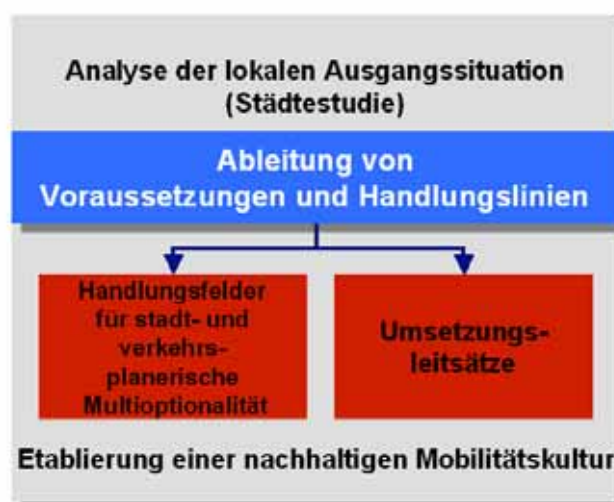 Analyse der lokalen Ausgangssituation
(Städtestudie)
Ableitung von
Voraussetzungen und Handlungslinien
Handlungsfelder
für stadt- und
verkehrs-
planerische
Multioptionalität
Umsetzungs-
leitsätze
Etablierung einer nachhaltigen Mobilitätskultur